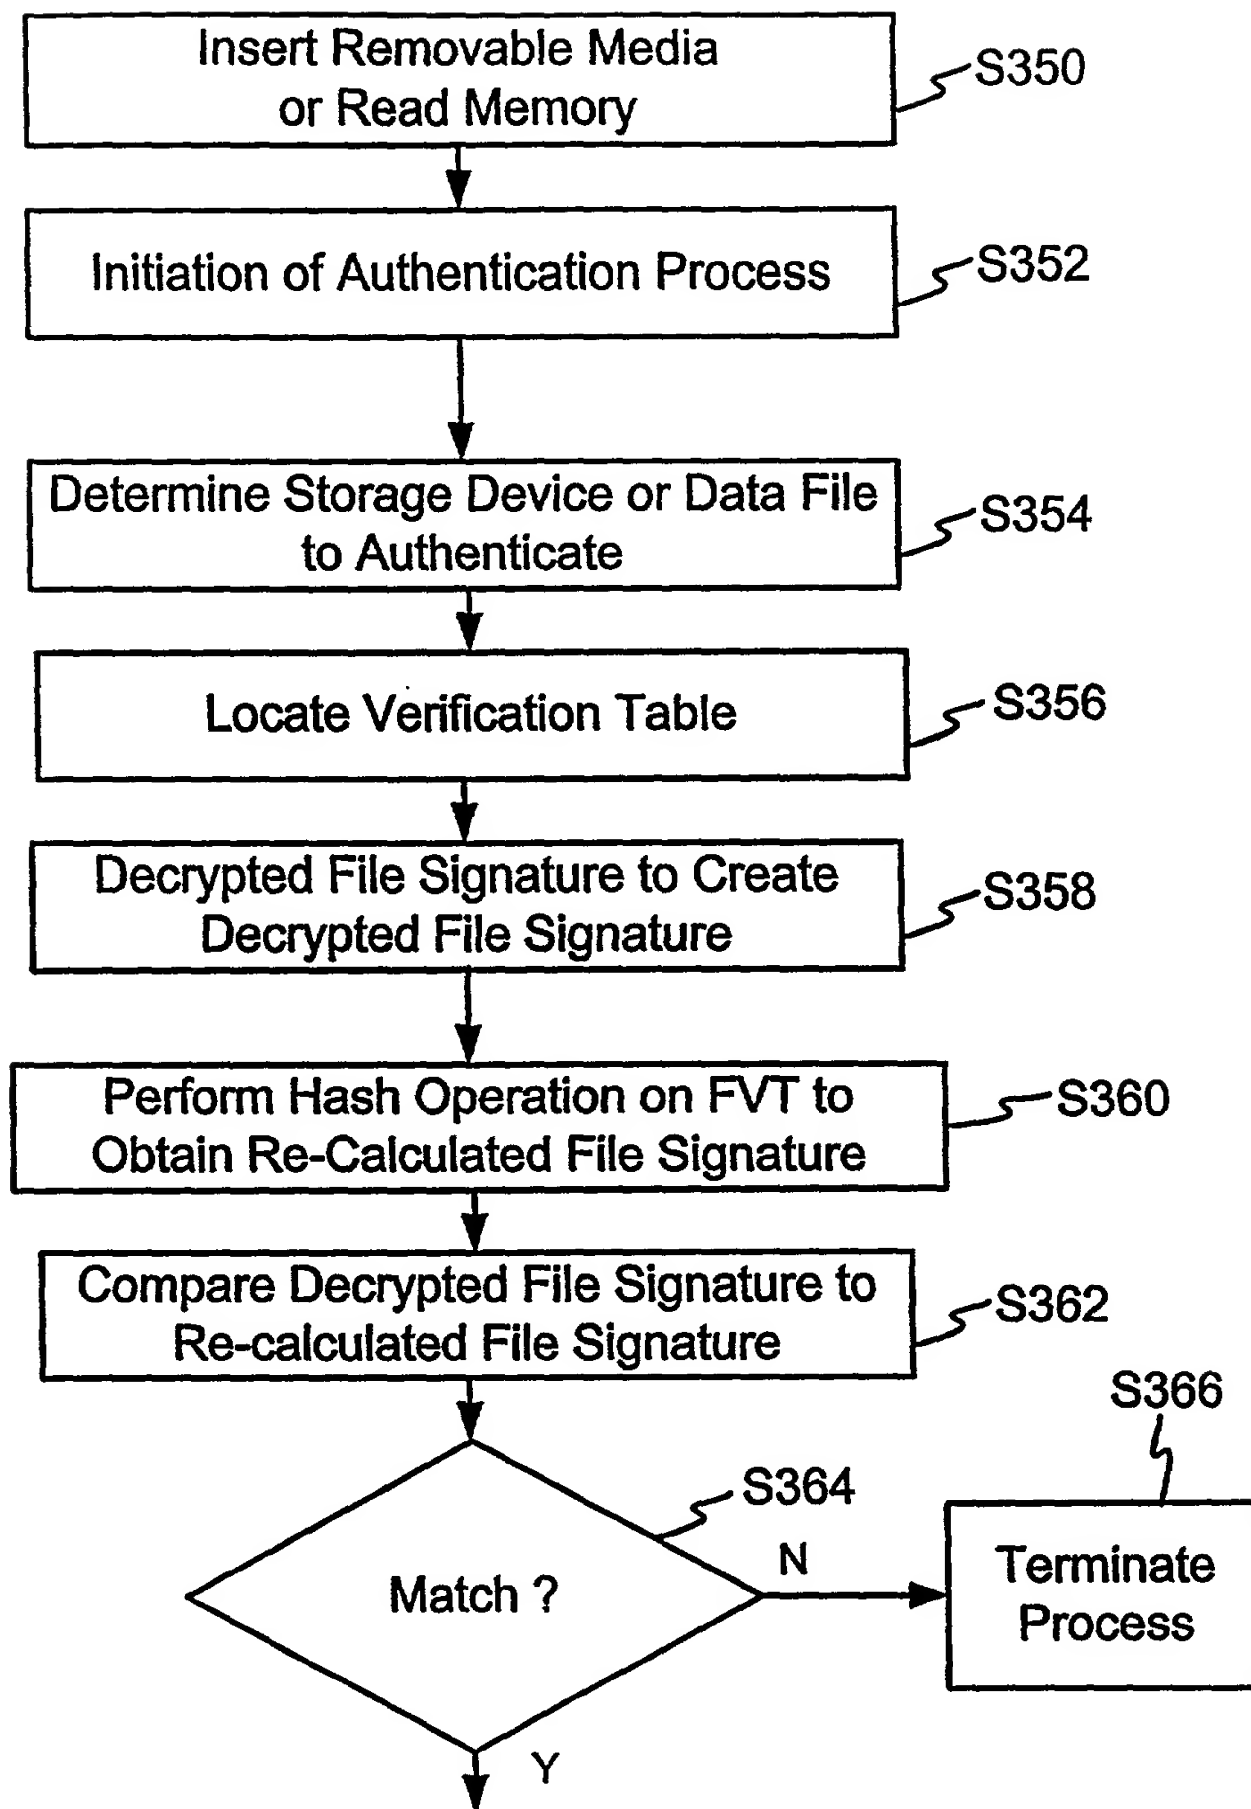 Insert Removable Media
or Read Memory
S350
Initiation of Authentication Process
S352
Determine Storage Device or Data File
to Authenticate
S354
Locate Verification Table
S356
Decrypted File Signature to Create
Decrypted File Signature
S358
Perform Hash Operation on FVT to
Obtain Re-Calculated File Signature
S360
Compare Decrypted File Signature to
Re-calculated File Signature
S362
S366
S364
Match ?
N
Terminate
Process
Y